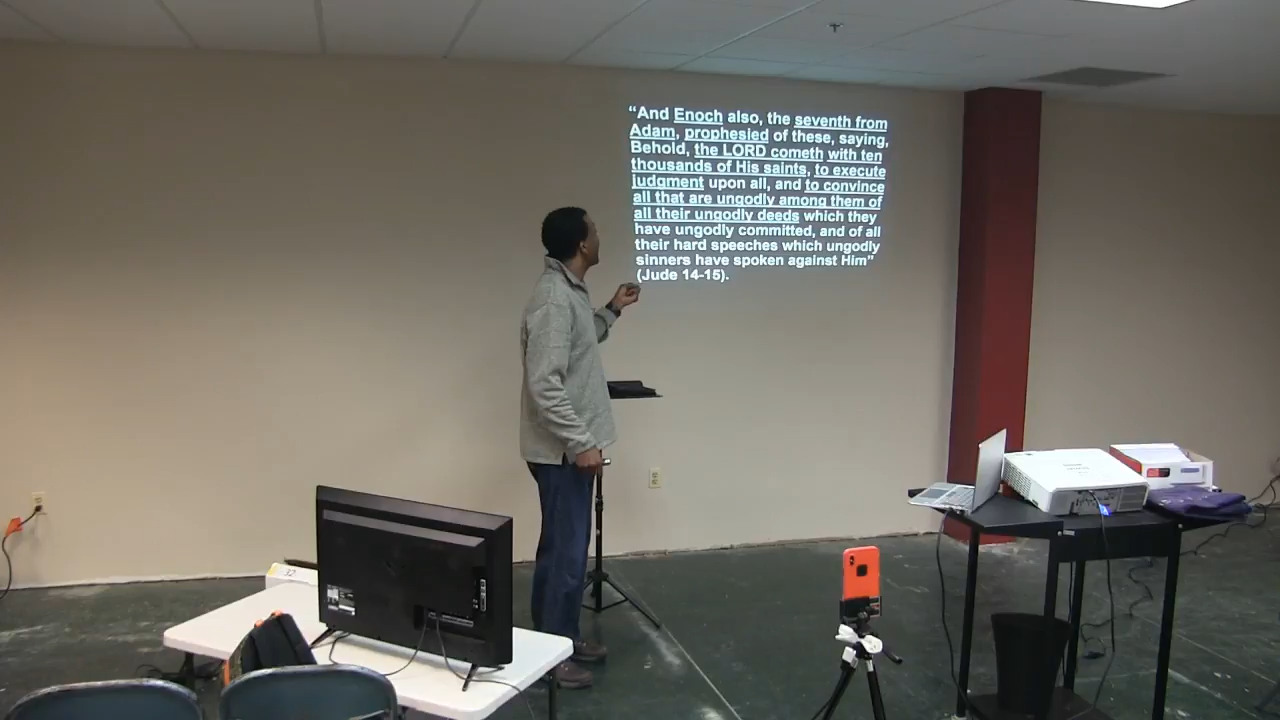 “And Enoch also, the seventh from
Adam, prophesied of these, saying,
Behold, the LORD cometh with ten
thousands of His saints, to execute
judgment upon all, and to convince
all that are ungodly among them of
all their ungodly deeds which they
have ungodly committed, and of all
their hard speeches which ungodly
sinners have spoken against Him”
(Jude 14-15).
32